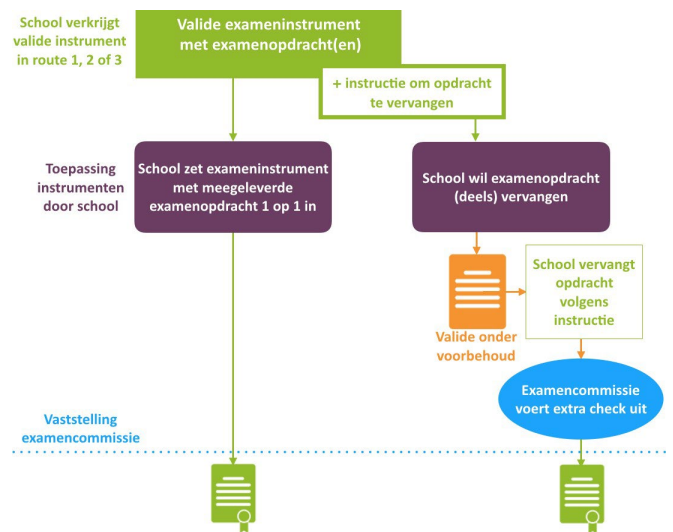 School verkrijgt
valide instrument
in route 1, 2 of 3
Valide exameninstrument
met examenopdracht(en)
+ instructie om opdracht
te vervangen
Toepassing
instrumenten
door school
School zet exameninstrument
met meegeleverde
examenopdracht 1 op 1 in
School wil examenopdracht
(deels) vervangen
School vervangt
opdracht
volgens
instructie
Valide onder
voorbehoud
Examencommissie
voert extra check uit
Vaststelling
examencommissie